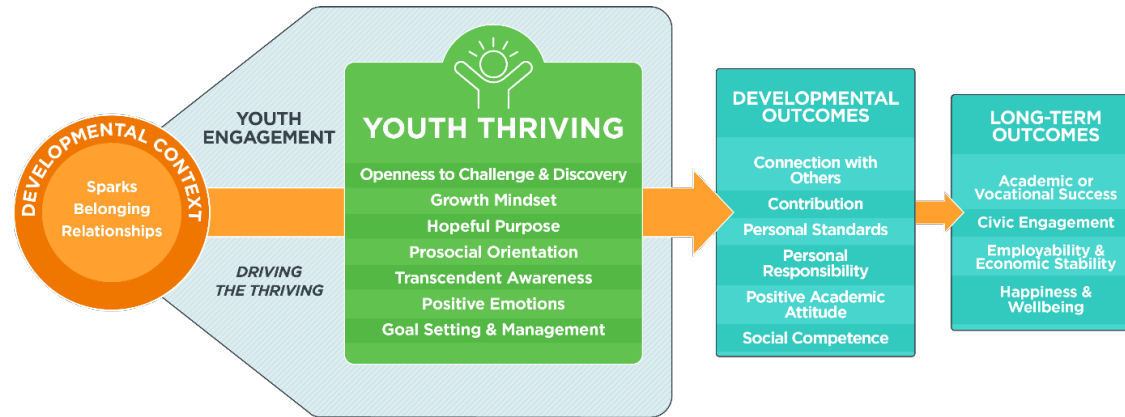 DEVELOPMENTAL CONTEXT
Sparks
Belonging
Relationships
YOUTH
ENGAGEMENT
DRIVING
THE THRIVING
YOUTH THRIVING
Openness to Challenge & Discovery
Growth Mindset
Hopeful Purpose
Prosocial Orientation
Transcendent Awareness
Positive Emotions
Goal Setting & Management
DEVELOPMENTAL
OUTCOMES
Connection with
Others
Contribution
Personal Standards
Personal
Responsibility
Positive Academic
Attitude
Social Competence
LONG-TERM
OUTCOMES
Academic or
Vocational Success
Civic Engagement
Employability &
Economic Stability
Happiness &
Wellbeing